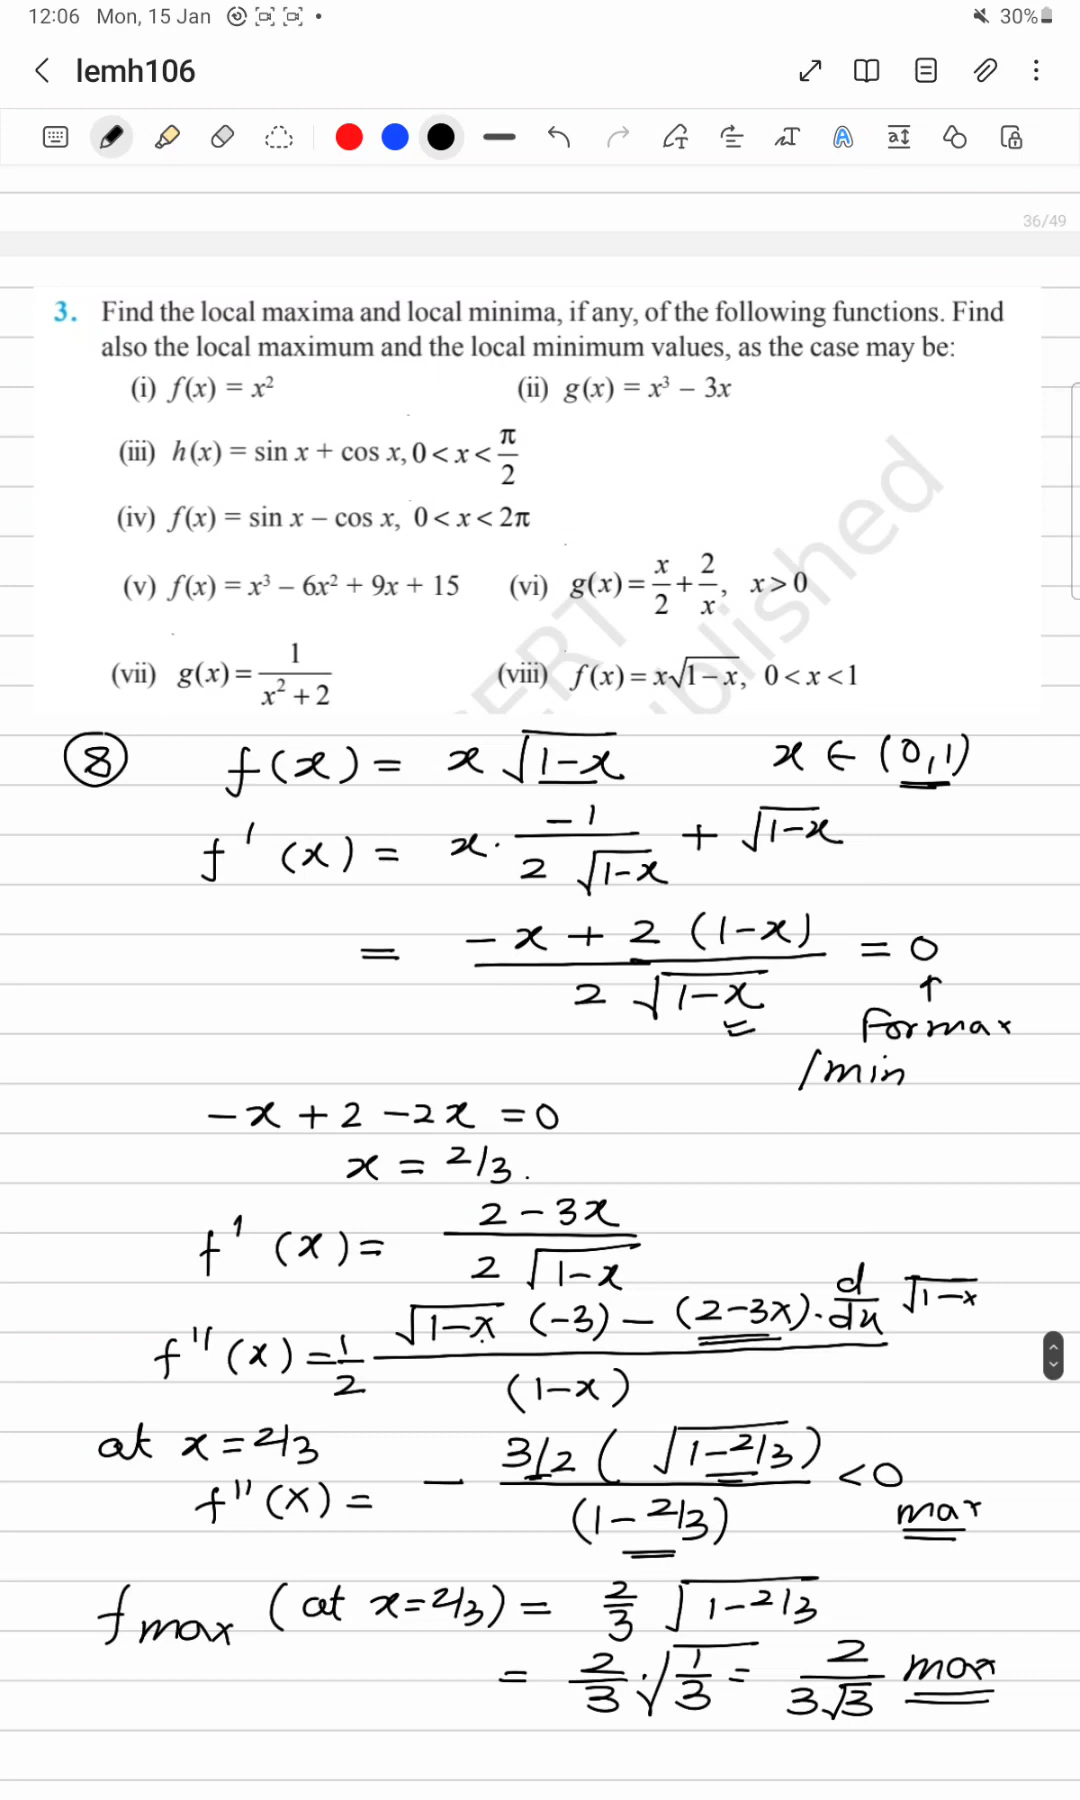 12:06 Mon, 15 Jan 30%
lemh106
36/49
3. Find the local maxima and local minima, if any, of the following functions. Find
also the local maximum and the local minimum values, as the case may be:
(i) f(x) = x² (ii) g(x) = x³ – 3x
(iii) h(x) = sin x + cos x, 0 < x < π/2
(iv) f(x) = sin x – cos x, 0 < x < 2π
(v) f(x) = x³ – 6x² + 9x + 15 (vi) g(x) = x/2 + 2/x, x > 0
(vii) g(x) = 1/(x² + 2) (viii) f(x) = x√(1–x), 0 < x < 1
⑧ f(x) = x √(1-x) x ∈ (0,1)
f'(x) = x · -1/(2 √(1-x)) + √(1-x)
= (-x + 2 (1-x))/(2 √(1-x)) = 0
↑
For max
/min
-x + 2 -2x = 0
x = 2/3.
f'(x) = (2-3x)/(2 √(1-x))
f''(x) = 1/2 (√(1-x) (-3) - (2-3x) · d/dx √(1-x))/(1-x)
at x = 2/3
f''(x) = - (3/2 (√(1-2/3)))/(1-2/3) < 0
max
f max (at x=2/3) = 2/3 √(1-2/3)
= 2/3 · √(1/3) = 2/(3√3) max